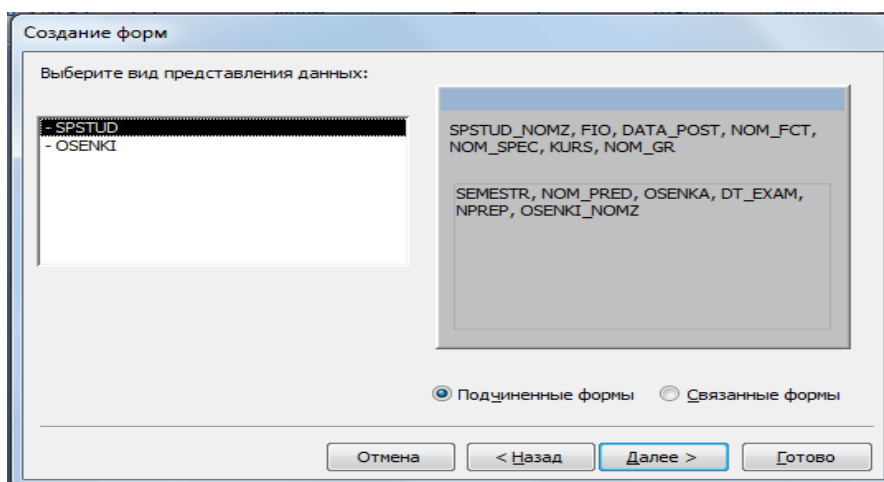 Создание форм
Выберите вид представления данных:
- SPSTUD
- OSENKI
SPSTUD_NOMZ, FIO, DATA_POST, NOM_FCT,
NOM_SPEC, KURS, NOM_GR
SEMESTR, NOM_PRED, OSENKA, DT_EXAM,
NPREP, OSENKI_NOMZ
Подчиненные формы
Связанные формы
Отмена
< Назад
Далее >
Готово